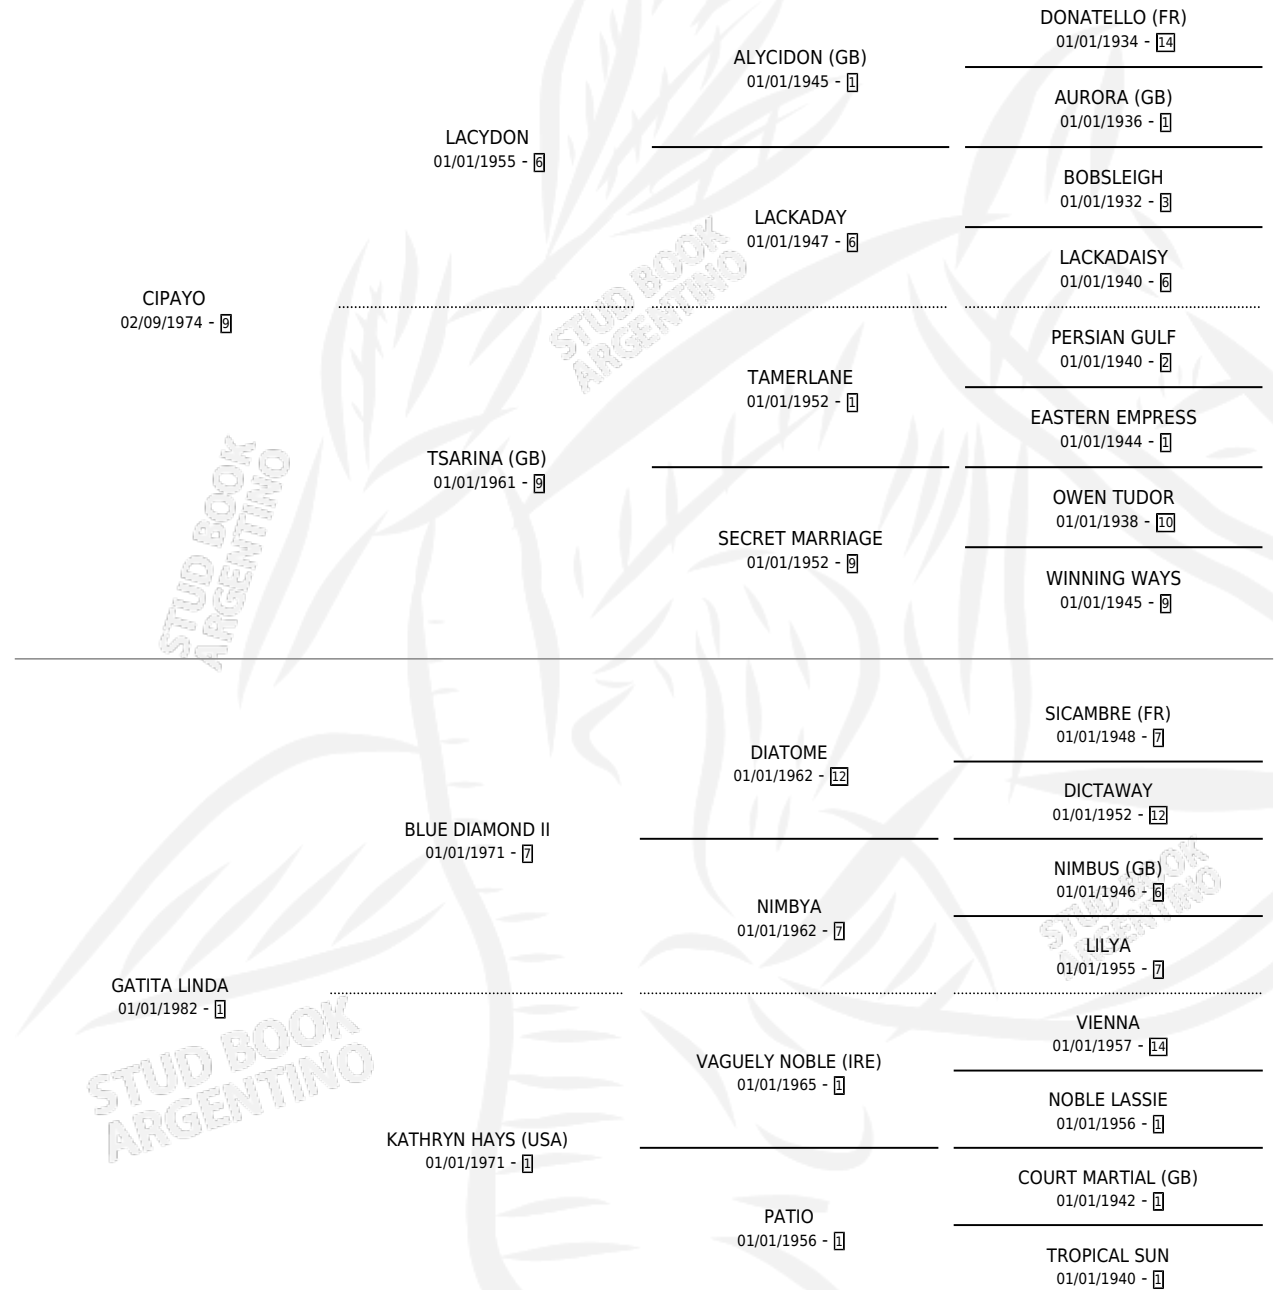 DONATELLO (FR)
01/01/1934 - 14
ALYCIDON (GB)
01/01/1945 - 1
AURORA (GB)
01/01/1936 - 1
LACYDON
01/01/1955 - 6
BOBSLEIGH
01/01/1932 - 3
LACKADAY
01/01/1947 - 6
LACKADAISY
01/01/1940 - 6
CIPAYO
02/09/1974 - 9
PERSIAN GULF
01/01/1940 - 2
TAMERLANE
01/01/1952 - 1
EASTERN EMPRESS
01/01/1944 - 1
TSARINA (GB)
01/01/1961 - 9
OWEN TUDOR
01/01/1938 - 10
SECRET MARRIAGE
01/01/1952 - 9
WINNING WAYS
01/01/1945 - 9
SICAMBRE (FR)
01/01/1948 - 7
DIATOME
01/01/1962 - 12
DICTAWAY
01/01/1952 - 12
BLUE DIAMOND II
01/01/1971 - 7
NIMBUS (GB)
01/01/1946 - 6
NIMBYA
01/01/1962 - 7
LILYA
01/01/1955 - 7
GATITA LINDA
01/01/1982 - 1
VIENNA
01/01/1957 - 14
VAGUELY NOBLE (IRE)
01/01/1965 - 1
NOBLE LASSIE
01/01/1956 - 1
KATHRYN HAYS (USA)
01/01/1971 - 1
COURT MARTIAL (GB)
01/01/1942 - 1
PATIO
01/01/1956 - 1
TROPICAL SUN
01/01/1940 - 1
STUD BOOK
ARGENTINO
STUD BOOK
ARGENTINO
STUD BOOK
ARGENTINO
STUD BOOK
ARGENTINO